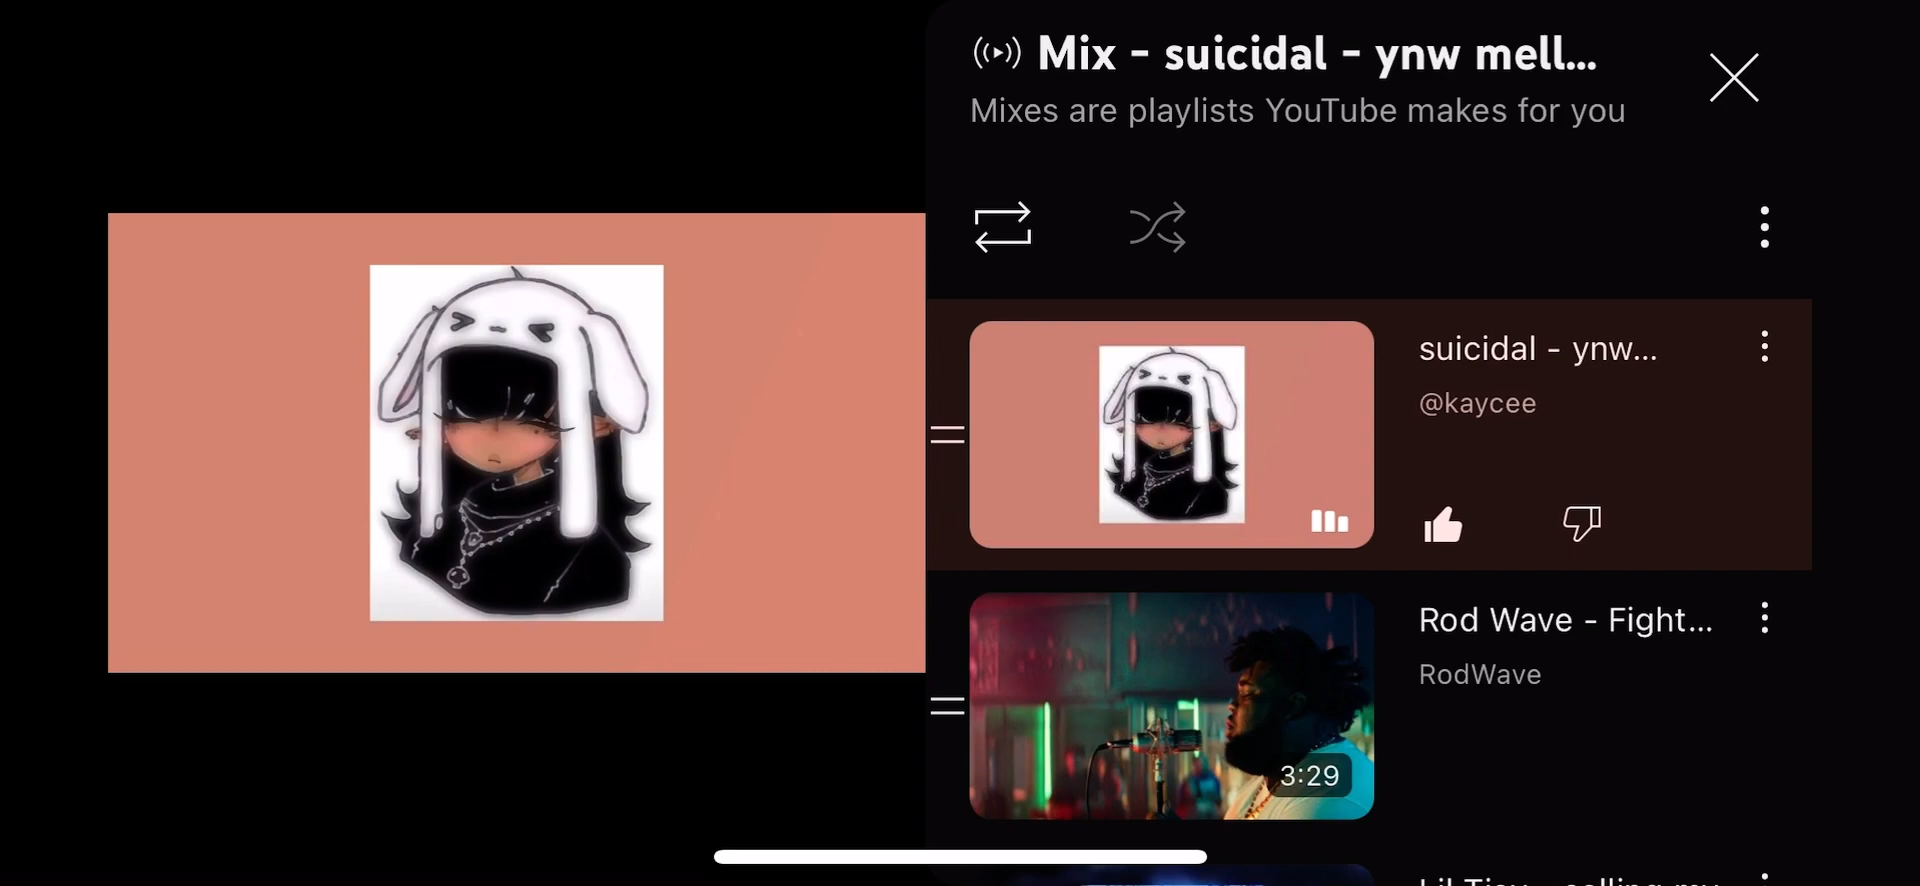 Mix - suicidal - ynw mell...
Mixes are playlists YouTube makes for you
suicidal - ynw...
@kaycee
Rod Wave - Fight...
RodWave
3:29